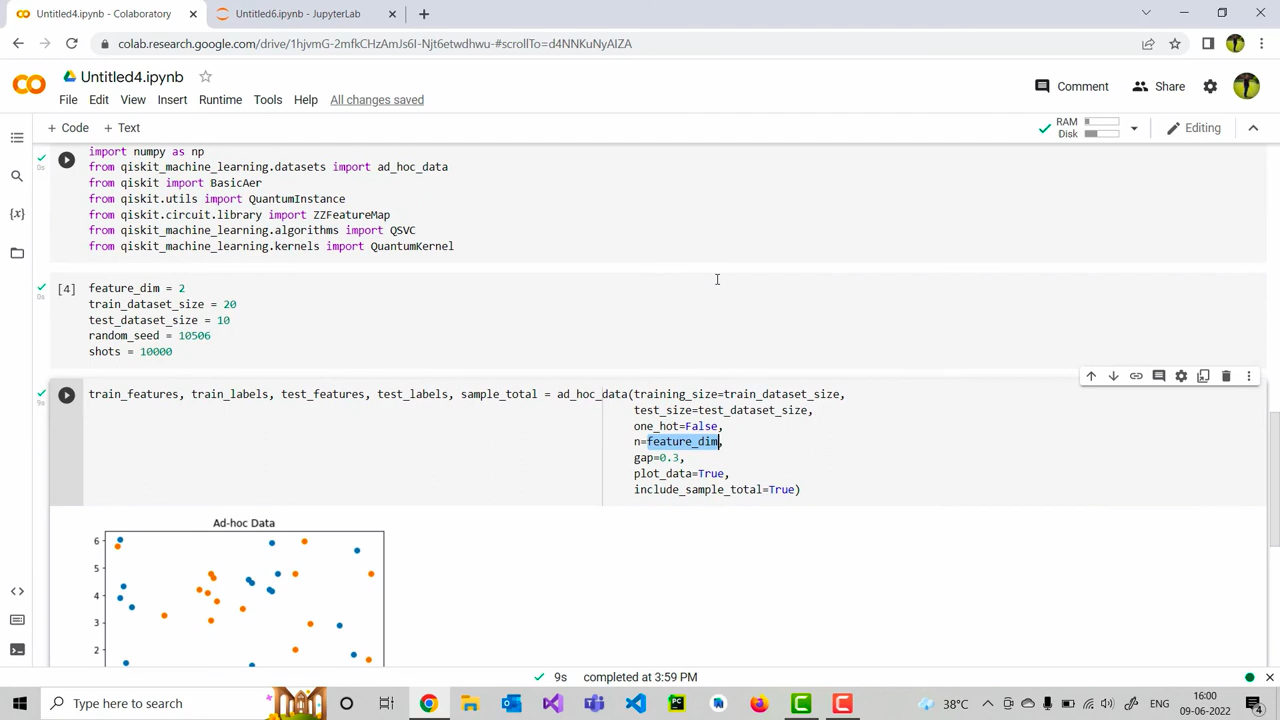 Untitled4.ipynb - Colaboratory
Untitled6.ipynb - JupyterLab
colab.research.google.com/drive/1hjvmG-2mfkCHzAmJs6I-Njt6etwdhwu-#scrollTo=d4NNKuNyAIZA
Untitled4.ipynb
Comment
Share
File Edit View Insert Runtime Tools Help All changes saved
+ Code + Text
RAM
Disk
Editing
import numpy as np
from qiskit_machine_learning.datasets import ad_hoc_data
0s
from qiskit import BasicAer
from qiskit.utils import QuantumInstance
from qiskit.circuit.library import ZZFeatureMap
from qiskit_machine_learning.algorithms import QSVC
from qiskit_machine_learning.kernels import QuantumKernel
[4] feature_dim = 2
0s
train_dataset_size = 20
test_dataset_size = 10
random_seed = 10506
shots = 10000
train_features, train_labels, test_features, test_labels, sample_total = ad_hoc_data(training_size=train_dataset_size,
9s
test_size=test_dataset_size,
one_hot=False,
n=feature_dim,
gap=0.3,
plot_data=True,
include_sample_total=True)
Ad-hoc Data
6
5
4
3
2
9s completed at 3:59 PM
Type here to search
38°C
ENG
16:00
09-06-2022
4